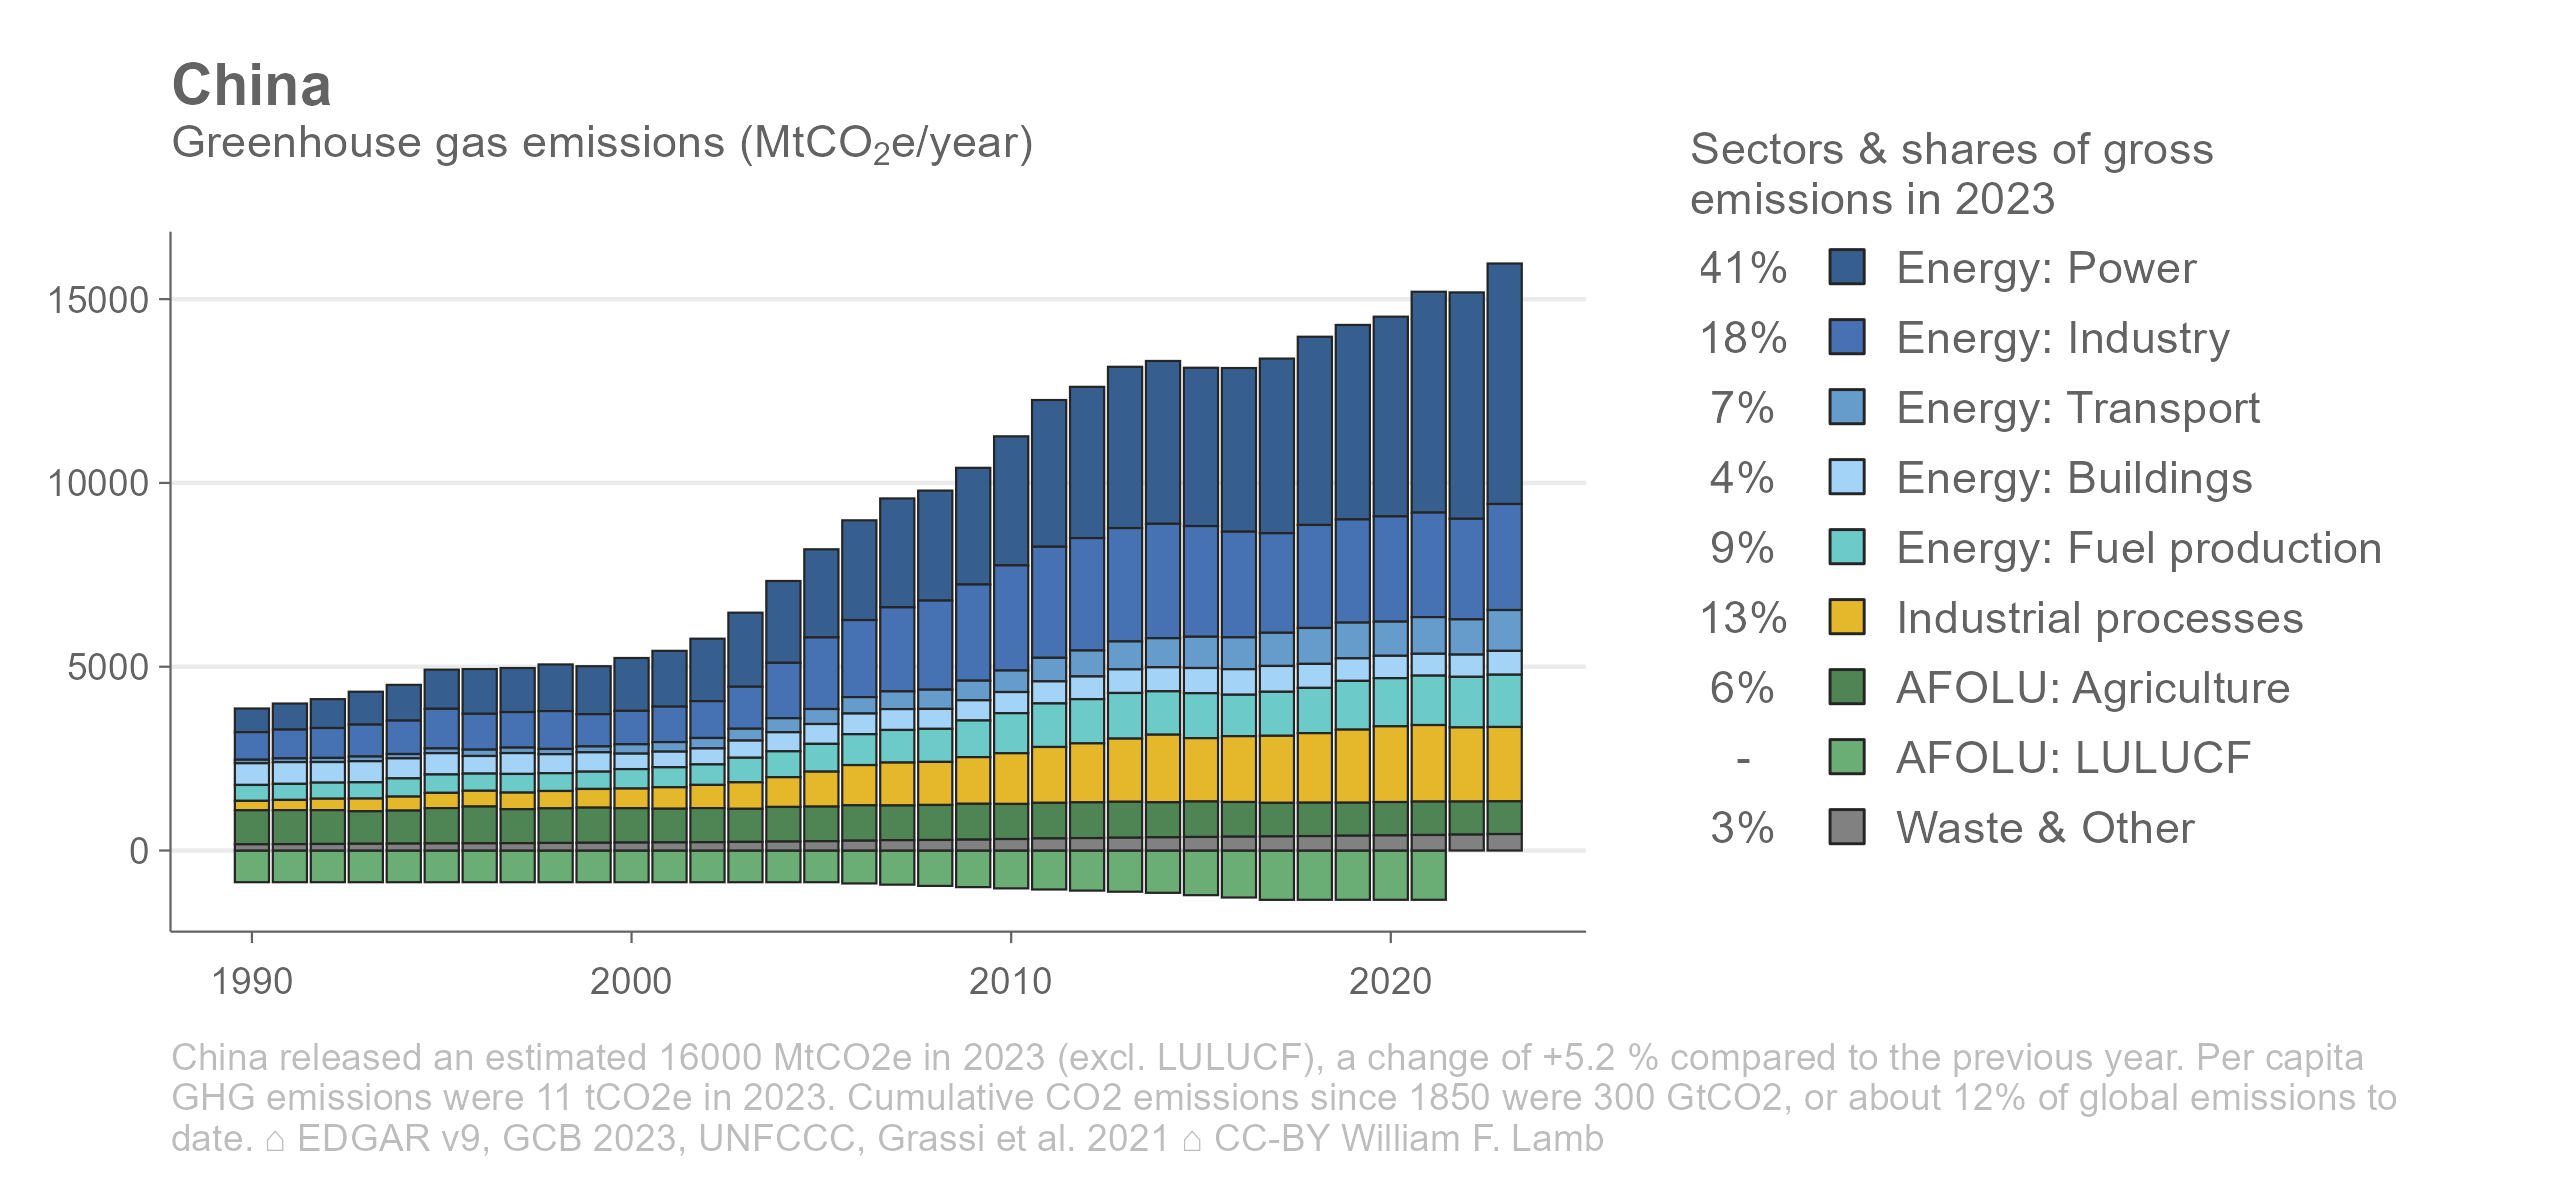 China
Greenhouse gas emissions (MtCO₂e/year)
Sectors & shares of gross
emissions in 2023
41% Energy: Power
18% Energy: Industry
7% Energy: Transport
4% Energy: Buildings
9% Energy: Fuel production
13% Industrial processes
6% AFOLU: Agriculture
- AFOLU: LULUCF
3% Waste & Other
15000
10000
5000
0
1990 2000 2010 2020
China released an estimated 16000 MtCO2e in 2023 (excl. LULUCF), a change of +5.2 % compared to the previous year. Per capita
GHG emissions were 11 tCO2e in 2023. Cumulative CO2 emissions since 1850 were 300 GtCO2, or about 12% of global emissions to
date. ⌂ EDGAR v9, GCB 2023, UNFCCC, Grassi et al. 2021 ⌂ CC-BY William F. Lamb